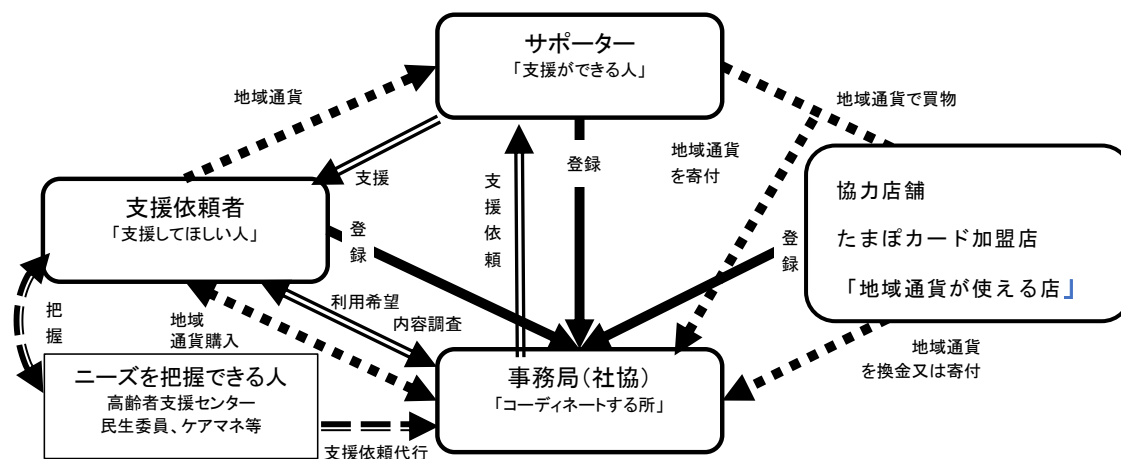 サポーター
「支援ができる人」
地域通貨
地域通貨で買物
登録
地域通貨
を寄付
支援
支援依頼
支援依頼者
「支援してほしい人」
登録
協力店舗
たまぽカード加盟店
「地域通貨が使える店」
登録
把握
利用希望
内容調査
地域
通貨購入
地域通貨
を換金又は寄付
ニーズを把握できる人
高齢者支援センター
民生委員、ケアマネ等
事務局（社協）
「コーディネートする所」
支援依頼代行